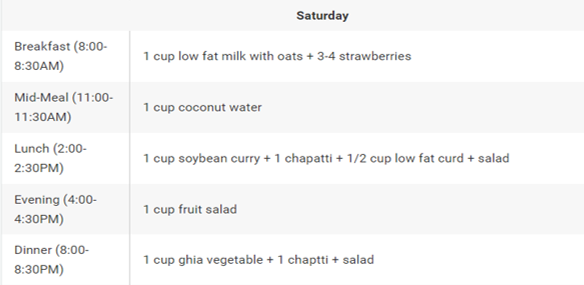 Saturday
Breakfast (8:00-
8:30AM)
1 cup low fat milk with oats + 3-4 strawberries
Mid-Meal (11:00-
11:30AM)
1 cup coconut water
Lunch (2:00-
2:30PM)
1 cup soybean curry + 1 chapatti + 1/2 cup low fat curd + salad
Evening (4:00-
4:30PM)
1 cup fruit salad
Dinner (8:00-
8:30PM)
1 cup ghia vegetable + 1 chaptti + salad